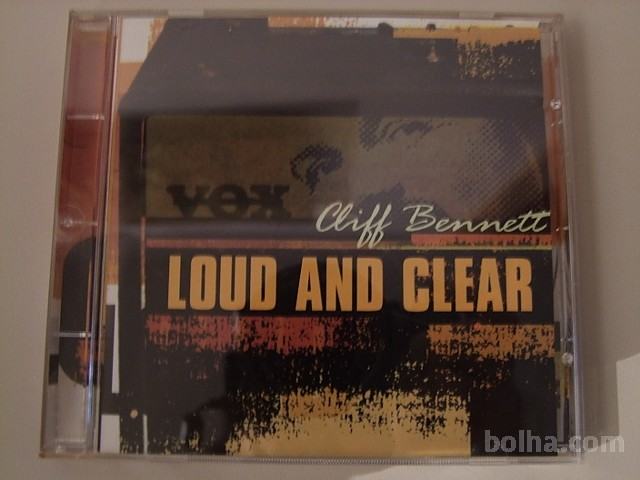 VOX
Cliff Bennett
LOUD AND CLEAR
bolha.com